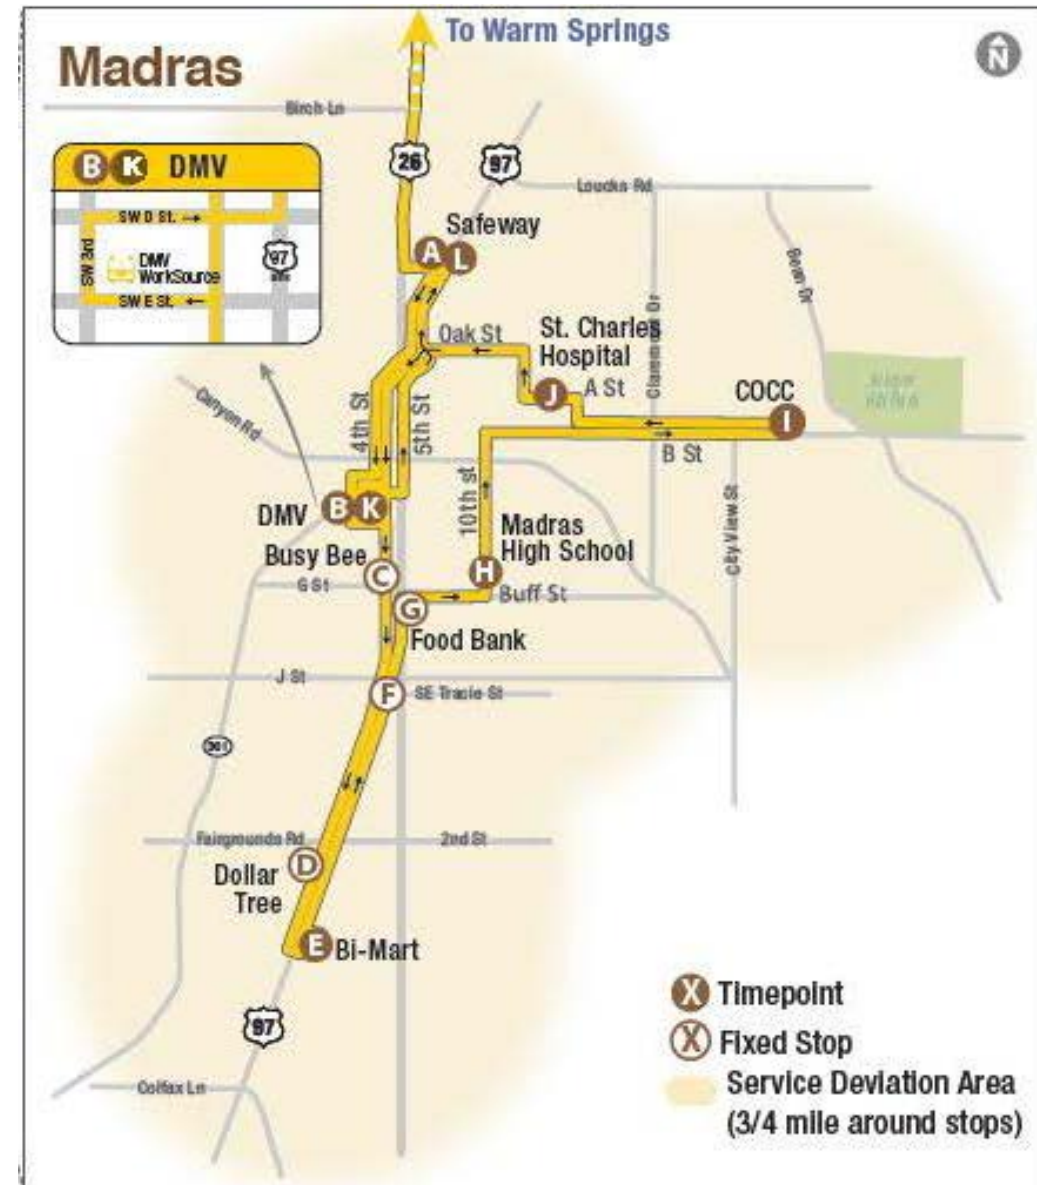 To Warm Springs
N
Madras
Birch Ln
B K DMV
26
97
Loucks Rd
SW D St.
SW 3rd
DMV
WorkSource
97
SW E St.
Safeway
A L
Oak St
St. Charles
Hospital
J
A St
COCC
I
B St
Canyon Rd
4th St
5th St
10th st
City View St
DMV
B K
Madras
High School
H
Busy Bee
C
G St
Buff St
G
Food Bank
J St
F
SE Tracie St
361
Fairgrounds Rd
2nd St
D
Dollar
Tree
E
Bi-Mart
97
Colfax Ln
X Timepoint
X Fixed Stop
Service Deviation Area
(3/4 mile around stops)